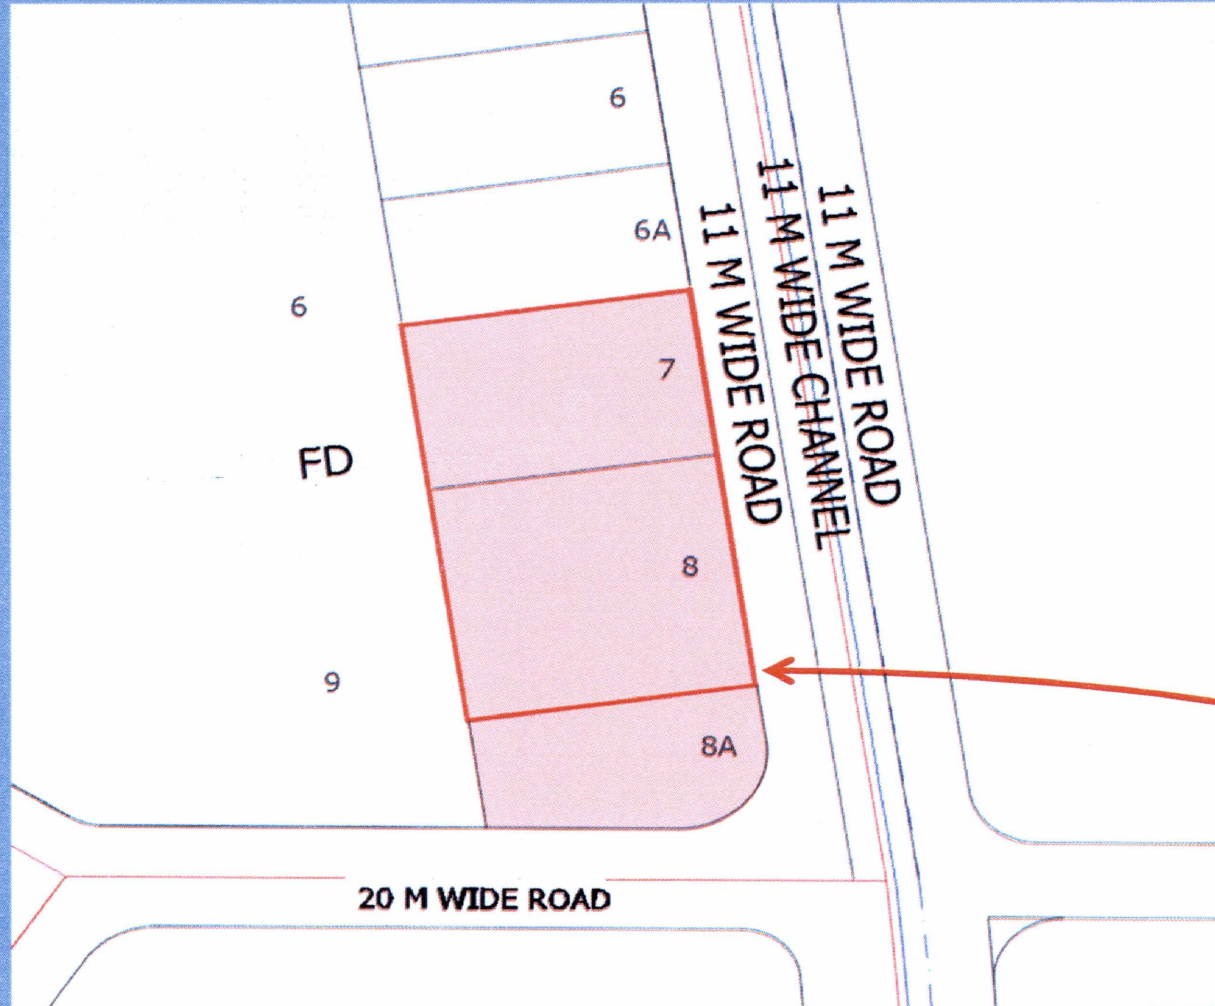 6
6A
11 M WIDE ROAD
11 M WIDE CHANNEL
11 M WIDE ROAD
6
7
FD
8
9
8A
20 M WIDE ROAD